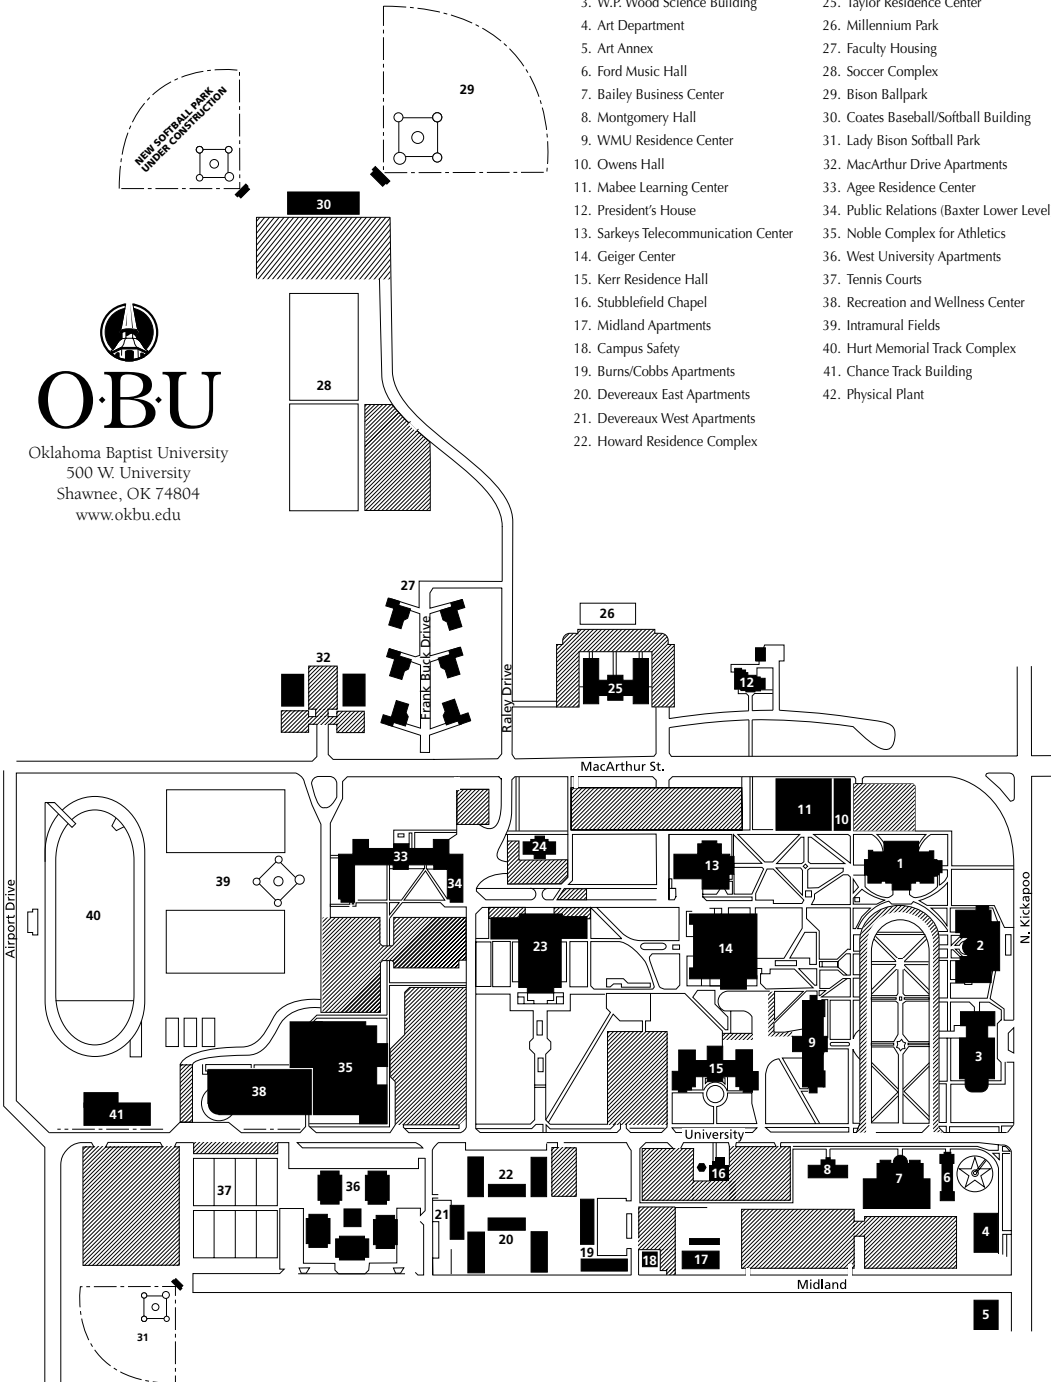 3. W.P. Wood Science Building
4. Art Department
5. Art Annex
6. Ford Music Hall
7. Bailey Business Center
8. Montgomery Hall
9. WMU Residence Center
10. Owens Hall
11. Mabee Learning Center
12. President's House
13. Sarkeys Telecommunication Center
14. Geiger Center
15. Kerr Residence Hall
16. Stubblefield Chapel
17. Midland Apartments
18. Campus Safety
19. Burns/Cobbs Apartments
20. Devereaux East Apartments
21. Devereaux West Apartments
22. Howard Residence Complex
25. Taylor Residence Center
26. Millennium Park
27. Faculty Housing
28. Soccer Complex
29. Bison Ballpark
30. Coates Baseball/Softball Building
31. Lady Bison Softball Park
32. MacArthur Drive Apartments
33. Agee Residence Center
34. Public Relations (Baxter Lower Level
35. Noble Complex for Athletics
36. West University Apartments
37. Tennis Courts
38. Recreation and Wellness Center
39. Intramural Fields
40. Hurt Memorial Track Complex
41. Chance Track Building
42. Physical Plant
29
NEW SOFTBALL PARK
UNDER CONSTRUCTION
30
28
O·B·U
Oklahoma Baptist University
500 W. University
Shawnee, OK 74804
www.okbu.edu
27
26
32
Frank Buck Drive
Raley Drive
25
12
MacArthur St.
11
10
24
33
34
13
1
39
40
Airport Drive
N. Kickapoo
23
14
2
9
3
35
15
38
41
University
22
16
8
7
6
37
36
21
20
19
18
17
4
Midland
5
31